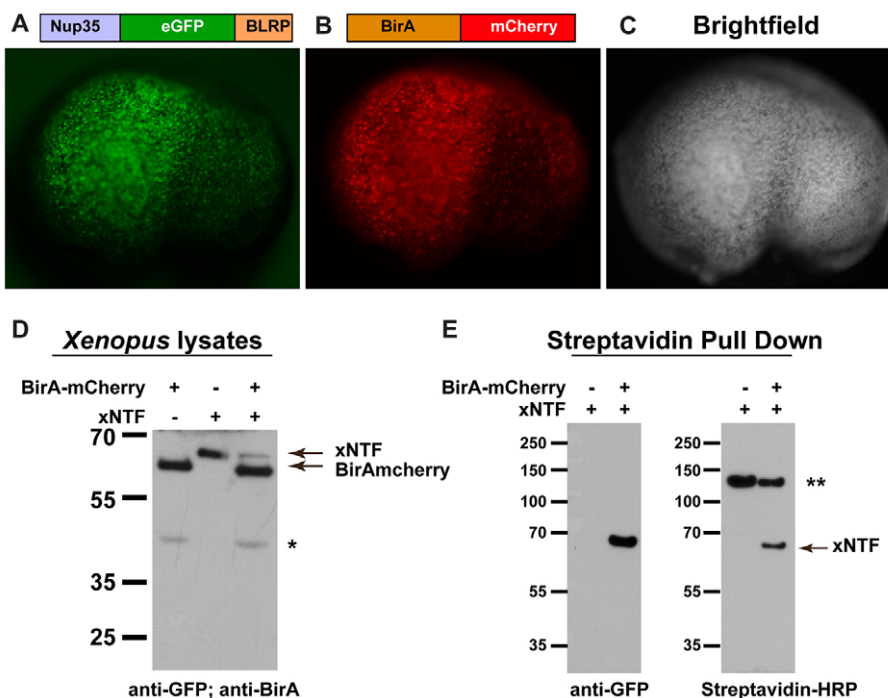 A
Nup35 eGFP BLRP
B
BirA mCherry
C
Brightfield
D
Xenopus lysates
BirA-mCherry + - +
xNTF - + +
70
55
35
25
xNTF
BirAmcherry
*
anti-GFP; anti-BirA
E
Streptavidin Pull Down
BirA-mCherry - + - +
xNTF + + + +
250
150
100
70
55
35
anti-GFP
250
150
100
70
55
35
**
xNTF
Streptavidin-HRP